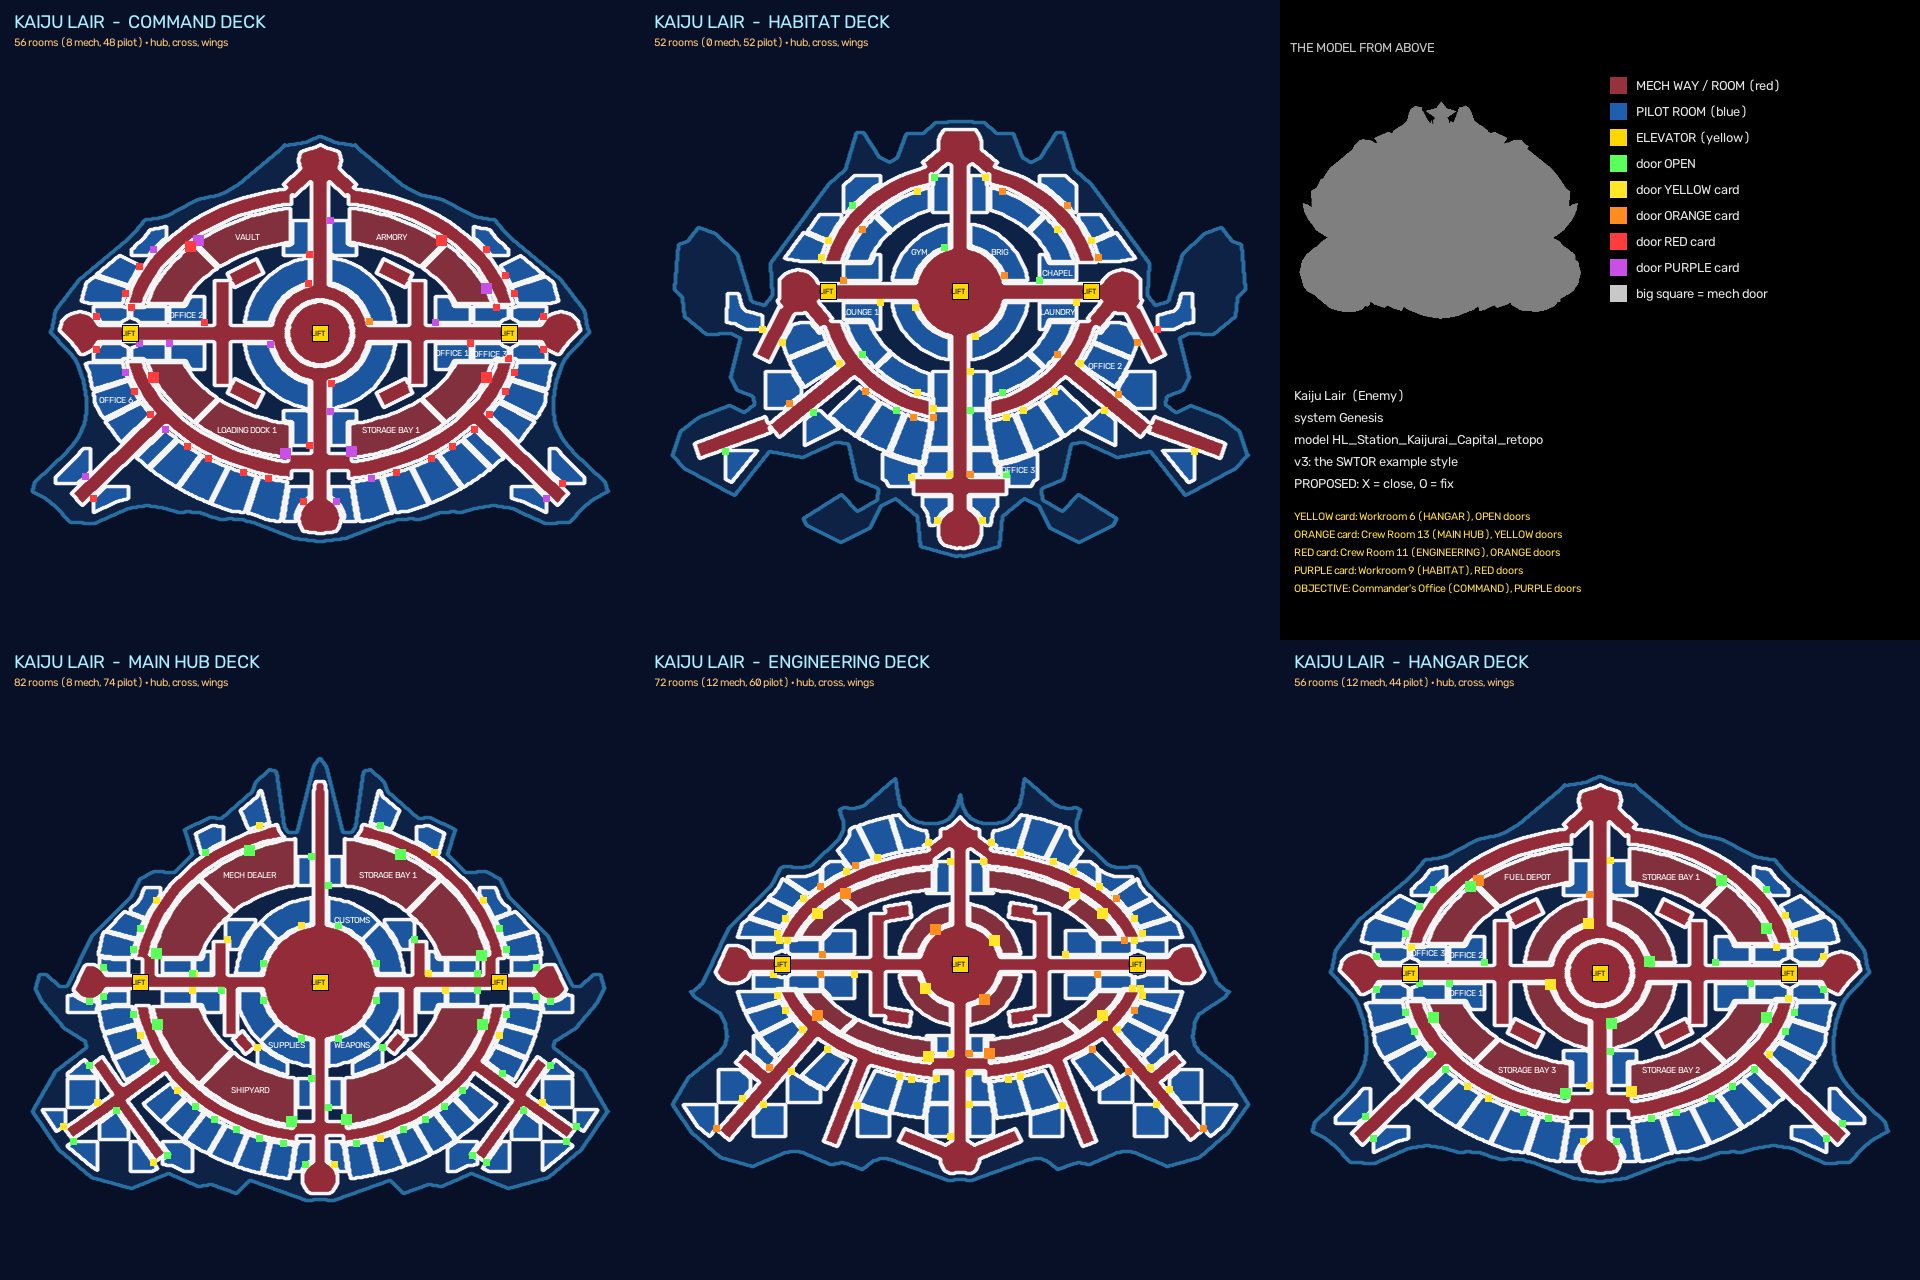 KAIJU LAIR - COMMAND DECK
56 rooms (8 mech, 48 pilot) • hub, cross, wings
VAULT
ARMORY
OFFICE 2
LIFT
LIFT
LIFT
OFFICE 1
OFFICE 3
OFFICE 6
LOADING DOCK 1
STORAGE BAY 1
KAIJU LAIR - HABITAT DECK
52 rooms (0 mech, 52 pilot) • hub, cross, wings
GYM
BRIG
CHAPEL
LIFT
LIFT
LIFT
LOUNGE 1
LAUNDRY
OFFICE 2
OFFICE 3
THE MODEL FROM ABOVE
MECH WAY / ROOM (red)
PILOT ROOM (blue)
ELEVATOR (yellow)
door OPEN
door YELLOW card
door ORANGE card
door RED card
door PURPLE card
big square = mech door
Kaiju Lair (Enemy)
system Genesis
model HL_Station_Kaijurai_Capital_retopo
v3: the SWTOR example style
PROPOSED: X = close, O = fix
YELLOW card: Workroom 6 (HANGAR), OPEN doors
ORANGE card: Crew Room 13 (MAIN HUB), YELLOW doors
RED card: Crew Room 11 (ENGINEERING), ORANGE doors
PURPLE card: Workroom 9 (HABITAT), RED doors
OBJECTIVE: Commander's Office (COMMAND), PURPLE doors
KAIJU LAIR - MAIN HUB DECK
82 rooms (8 mech, 74 pilot) • hub, cross, wings
MECH DEALER
STORAGE BAY 1
CUSTOMS
LIFT
LIFT
LIFT
SUPPLIES
WEAPONS
SHIPYARD
KAIJU LAIR - ENGINEERING DECK
72 rooms (12 mech, 60 pilot) • hub, cross, wings
LIFT
LIFT
LIFT
KAIJU LAIR - HANGAR DECK
56 rooms (12 mech, 44 pilot) • hub, cross, wings
FUEL DEPOT
STORAGE BAY 1
OFFICE 3
OFFICE 2
LIFT
LIFT
LIFT
OFFICE 1
STORAGE BAY 3
STORAGE BAY 2